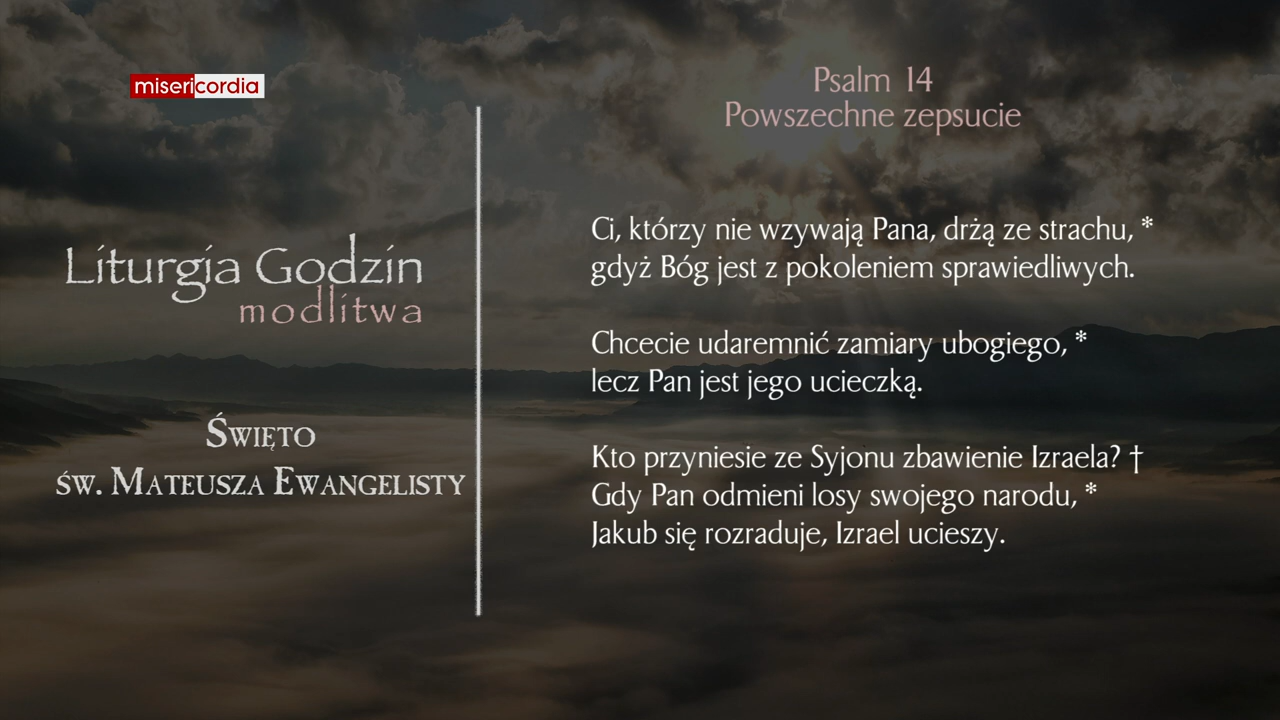 misericordia
Liturgia Godzin
modlitwa
Święto
św. Mateusza Ewangelisty
Psalm 14
Powszechne zepsucie
Ci, którzy nie wzywają Pana, drżą ze strachu, *
gdyż Bóg jest z pokoleniem sprawiedliwych.
Chcecie udaremnić zamiary ubogiego, *
lecz Pan jest jego ucieczką.
Kto przyniesie ze Syjonu zbawienie Izraela? †
Gdy Pan odmieni losy swojego narodu, *
Jakub się rozraduje, Izrael ucieszy.